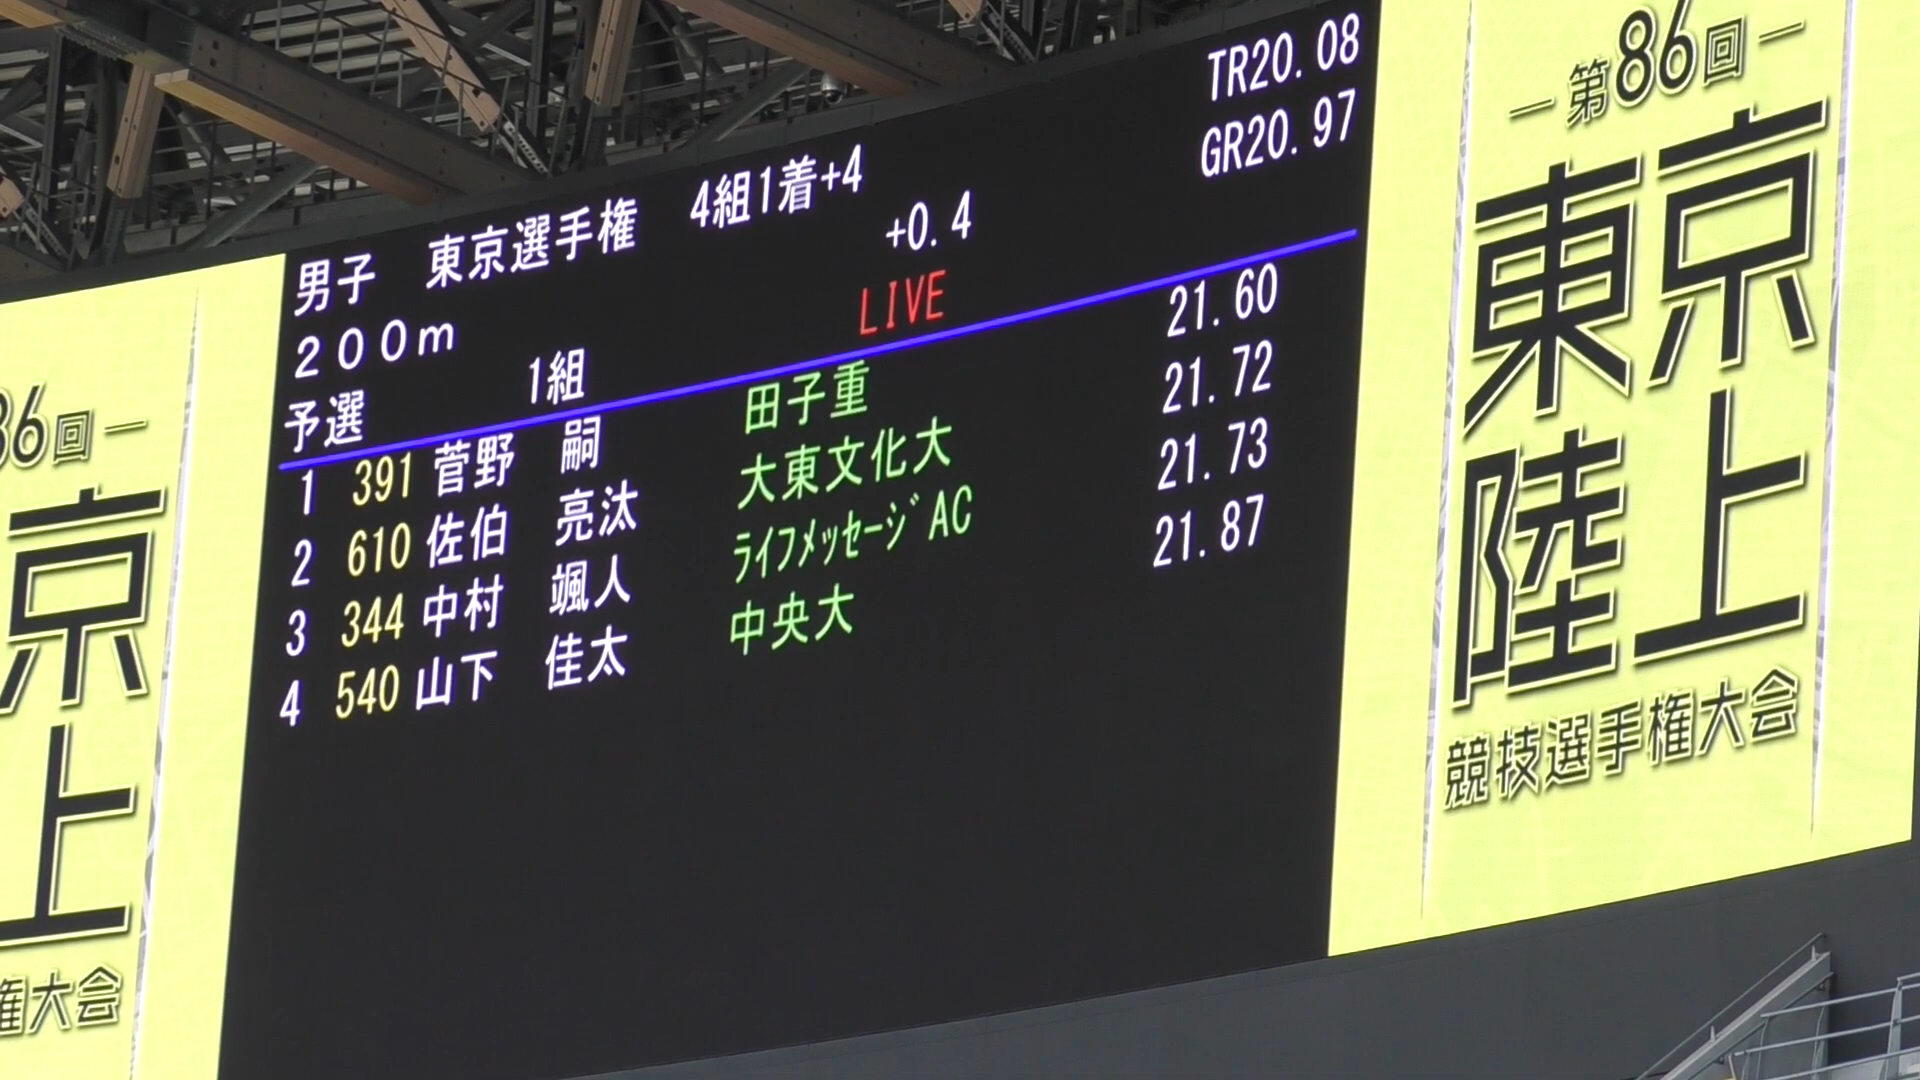 男子 東京選手権 4組1着+4 TR20.08
200m +0.4 GR20.97
予選 1組 LIVE
1 391 菅野 嗣 田子重 21.60
2 610 佐伯 亮汰 大東文化大 21.72
3 344 中村 颯人 ライフメッセージAC 21.73
4 540 山下 佳太 中央大 21.87
第86回
東京
陸上
競技選手権大会
86回
京
上
権大会